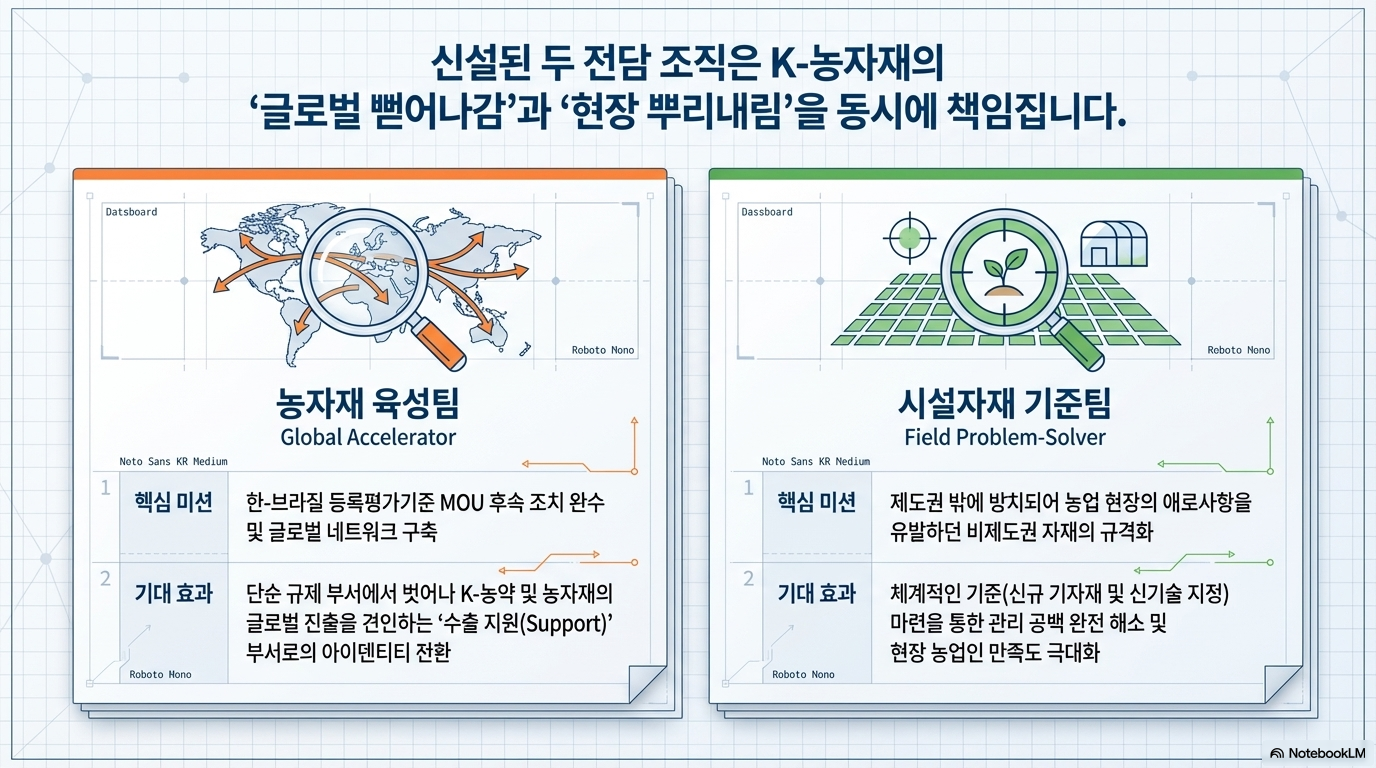 신설된 두 전담 조직은 K-농자재의
‘글로벌 뻗어나감’과 ‘현장 뿌리내림’을 동시에 책임집니다.
Datsboard
Roboto Nono
농자재 육성팀
Global Accelerator
Noto Sans KR Medium
1
핵심 미션
한-브라질 등록평가기준 MOU 후속 조치 완수
및 글로벌 네트워크 구축
2
기대 효과
단순 규제 부서에서 벗어나 K-농약 및 농자재의
글로벌 진출을 견인하는 ‘수출 지원(Support)’
부서로의 아이덴티티 전환
Roboto Nono
Dassboard
Roboto Nono
시설자재 기준팀
Field Problem-Solver
Noto Sans KR Medium
1
핵심 미션
제도권 밖에 방치되어 농업 현장의 애로사항을
유발하던 비제도권 자재의 규격화
2
기대 효과
체계적인 기준(신규 기자재 및 신기술 지정)
마련을 통한 관리 공백 완전 해소 및
현장 농업인 만족도 극대화
Roboto Nono
NotebookLM